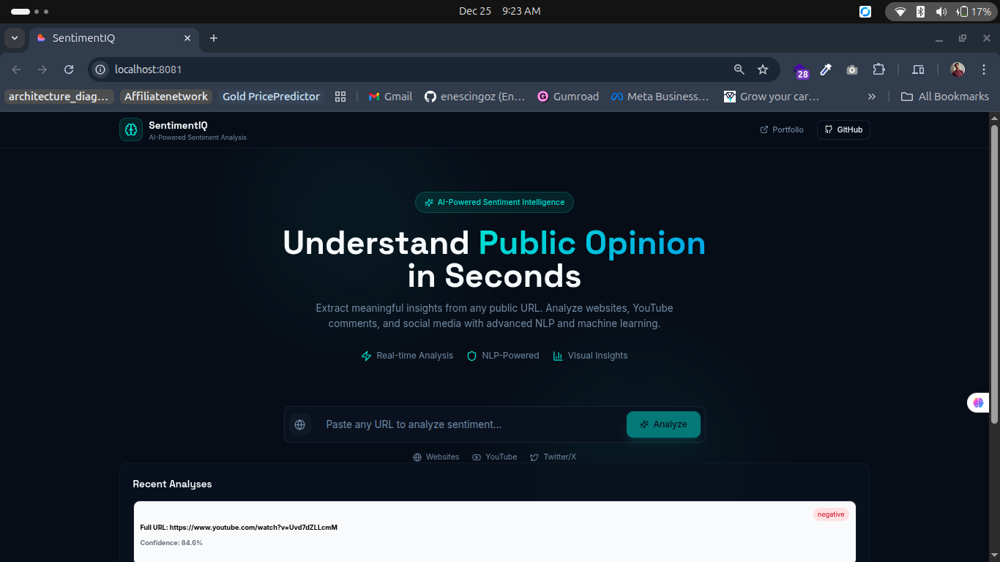 Dec 25 9:23 AM
17%
SentimentIQ
localhost:8081
28
architecture_diag... Affiliatenetwork Gold PricePredictor Gmail enescingoz (En... Gumroad Meta Business... Grow your car... » All Bookmarks
SentimentIQ
AI-Powered Sentiment Analysis
Portfolio GitHub
AI-Powered Sentiment Intelligence
Understand Public Opinion
in Seconds
Extract meaningful insights from any public URL. Analyze websites, YouTube
comments, and social media with advanced NLP and machine learning.
Real-time Analysis NLP-Powered Visual Insights
Paste any URL to analyze sentiment... Analyze
Websites YouTube Twitter/X
Recent Analyses
negative
Full URL: https://www.youtube.com/watch?v=Uvd7dZLLcmM
Confidence: 84.6%